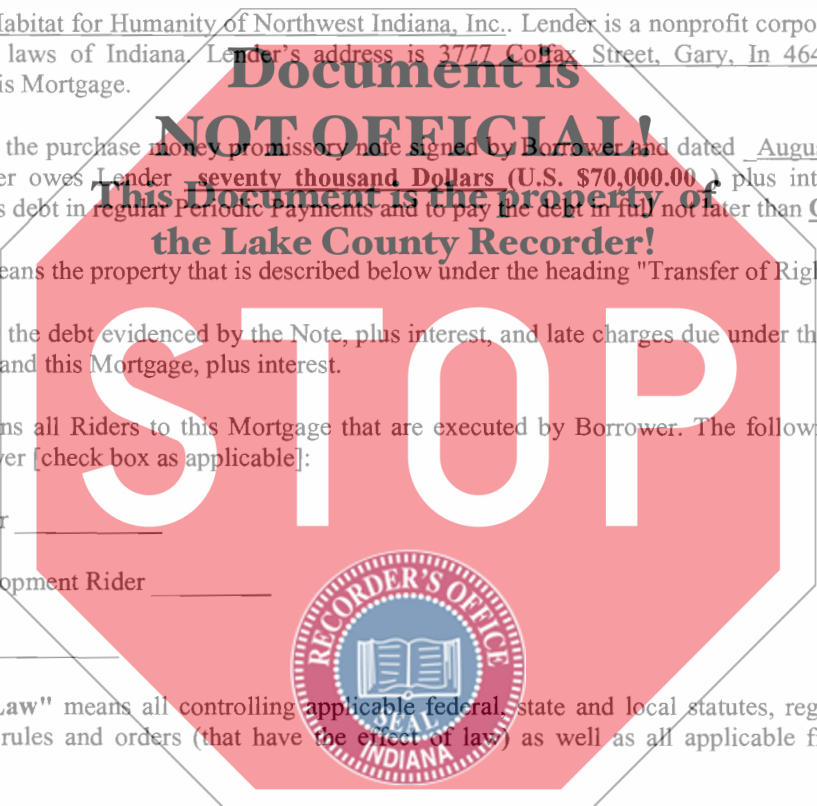 Habitat for Humanity of Northwest Indiana, Inc.. Lender is a nonprofit corpo
laws of Indiana. Lender's address is 3777 Colfax Street, Gary, In 464
is Mortgage.
Document is
NOT OFFICIAL!
This Document is the property of
the Lake County Recorder!
the purchase money promissory note signed by Borrower and dated _Augus
er owes Lender seventy thousand Dollars (U.S. $70,000.00 ) plus int
s debt in regular Periodic Payments and to pay the debt in full not later than
eans the property that is described below under the heading "Transfer of Righ
the debt evidenced by the Note, plus interest, and late charges due under th
and this Mortgage, plus interest.
ns all Riders to this Mortgage that are executed by Borrower. The follow
er [check box as applicable]:
STOP
r
opment Rider
RECORDER'S OFFICE
SEAL
INDIANA
Law" means all controlling applicable federal, state and local statutes, reg
rules and orders (that have the effect of law) as well as all applicable f